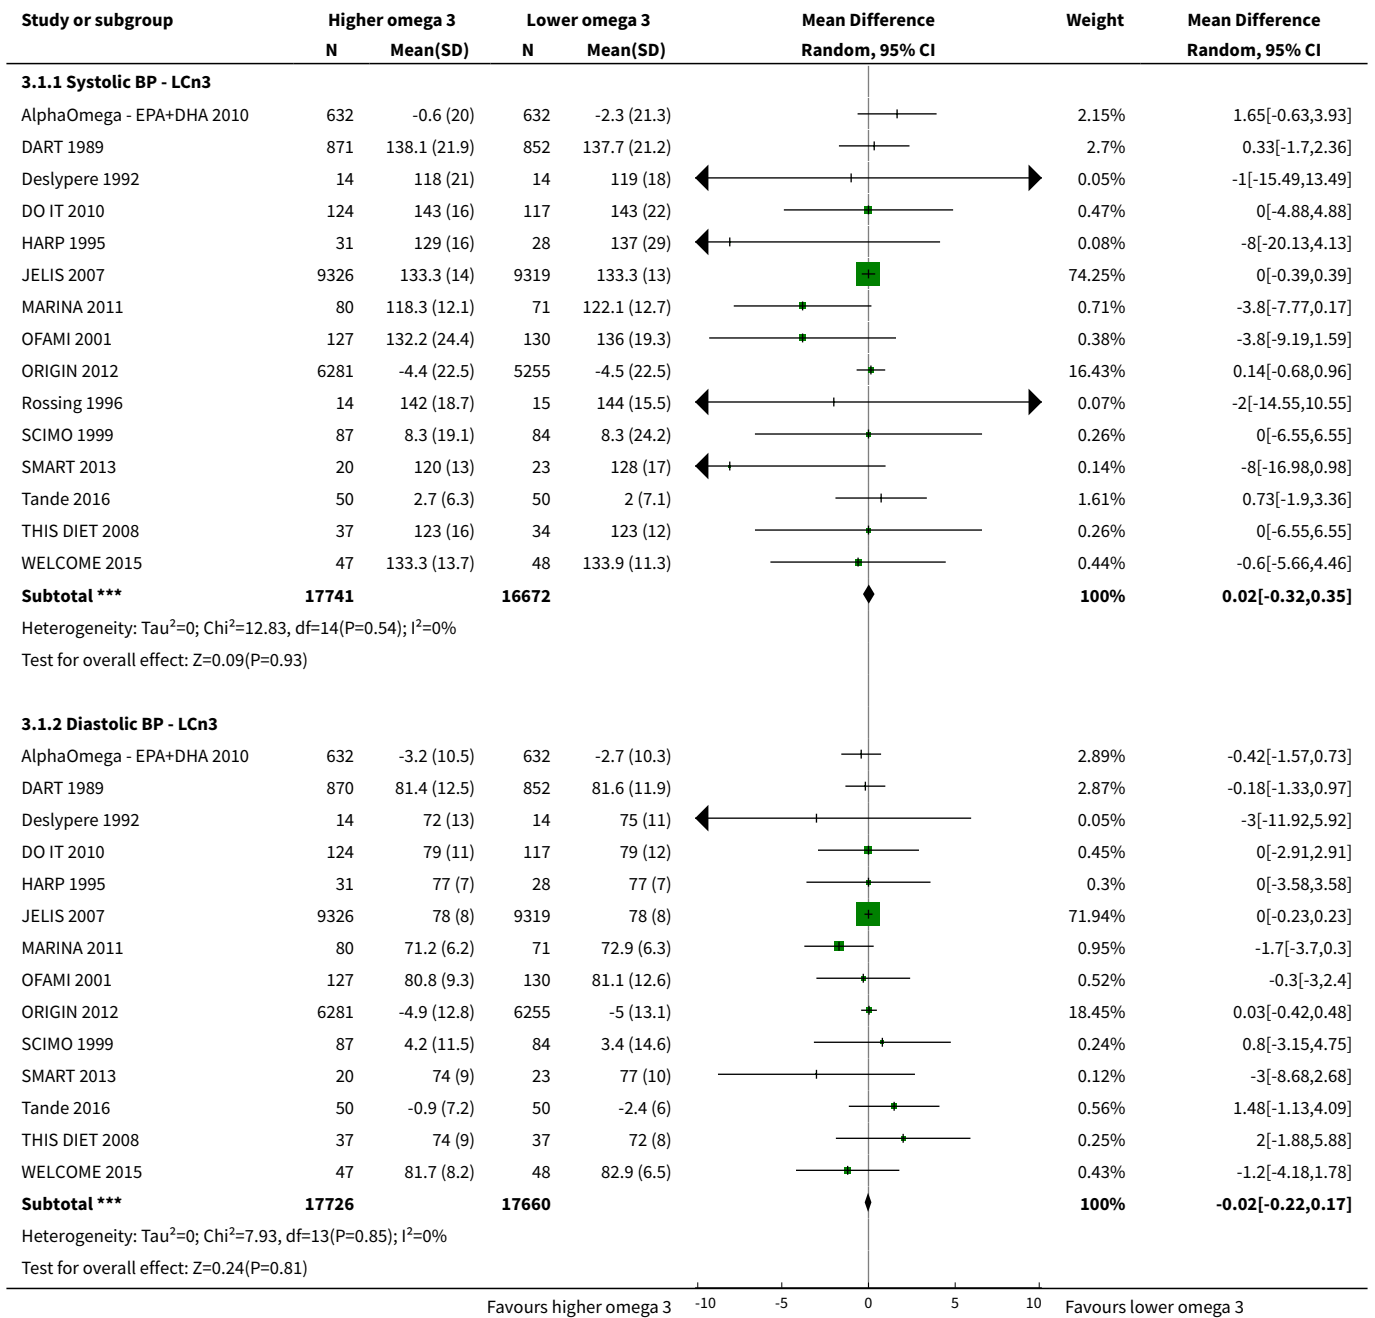 Study or subgroup Higher omega 3 Lower omega 3 Mean Difference Weight Mean Difference
N Mean(SD) N Mean(SD) Random, 95% CI Random, 95% CI
3.1.1 Systolic BP - LCn3
AlphaOmega - EPA+DHA 2010 632 -0.6 (20) 632 -2.3 (21.3) 2.15% 1.65[-0.63,3.93]
DART 1989 871 138.1 (21.9) 852 137.7 (21.2) 2.7% 0.33[-1.7,2.36]
Deslypere 1992 14 118 (21) 14 119 (18) 0.05% -1[-15.49,13.49]
DO IT 2010 124 143 (16) 117 143 (22) 0.47% 0[-4.88,4.88]
HARP 1995 31 129 (16) 28 137 (29) 0.08% -8[-20.13,4.13]
JELIS 2007 9326 133.3 (14) 9319 133.3 (13) 74.25% 0[-0.39,0.39]
MARINA 2011 80 118.3 (12.1) 71 122.1 (12.7) 0.71% -3.8[-7.77,0.17]
OFAMI 2001 127 132.2 (24.4) 130 136 (19.3) 0.38% -3.8[-9.19,1.59]
ORIGIN 2012 6281 -4.4 (22.5) 5255 -4.5 (22.5) 16.43% 0.14[-0.68,0.96]
Rossing 1996 14 142 (18.7) 15 144 (15.5) 0.07% -2[-14.55,10.55]
SCIMO 1999 87 8.3 (19.1) 84 8.3 (24.2) 0.26% 0[-6.55,6.55]
SMART 2013 20 120 (13) 23 128 (17) 0.14% -8[-16.98,0.98]
Tande 2016 50 2.7 (6.3) 50 2 (7.1) 1.61% 0.73[-1.9,3.36]
THIS DIET 2008 37 123 (16) 34 123 (12) 0.26% 0[-6.55,6.55]
WELCOME 2015 47 133.3 (13.7) 48 133.9 (11.3) 0.44% -0.6[-5.66,4.46]
Subtotal *** 17741 16672 100% 0.02[-0.32,0.35]
Heterogeneity: Tau²=0; Chi²=12.83, df=14(P=0.54); I²=0%
Test for overall effect: Z=0.09(P=0.93)
3.1.2 Diastolic BP - LCn3
AlphaOmega - EPA+DHA 2010 632 -3.2 (10.5) 632 -2.7 (10.3) 2.89% -0.42[-1.57,0.73]
DART 1989 870 81.4 (12.5) 852 81.6 (11.9) 2.87% -0.18[-1.33,0.97]
Deslypere 1992 14 72 (13) 14 75 (11) 0.05% -3[-11.92,5.92]
DO IT 2010 124 79 (11) 117 79 (12) 0.45% 0[-2.91,2.91]
HARP 1995 31 77 (7) 28 77 (7) 0.3% 0[-3.58,3.58]
JELIS 2007 9326 78 (8) 9319 78 (8) 71.94% 0[-0.23,0.23]
MARINA 2011 80 71.2 (6.2) 71 72.9 (6.3) 0.95% -1.7[-3.7,0.3]
OFAMI 2001 127 80.8 (9.3) 130 81.1 (12.6) 0.52% -0.3[-3,2.4]
ORIGIN 2012 6281 -4.9 (12.8) 6255 -5 (13.1) 18.45% 0.03[-0.42,0.48]
SCIMO 1999 87 4.2 (11.5) 84 3.4 (14.6) 0.24% 0.8[-3.15,4.75]
SMART 2013 20 74 (9) 23 77 (10) 0.12% -3[-8.68,2.68]
Tande 2016 50 -0.9 (7.2) 50 -2.4 (6) 0.56% 1.48[-1.13,4.09]
THIS DIET 2008 37 74 (9) 37 72 (8) 0.25% 2[-1.88,5.88]
WELCOME 2015 47 81.7 (8.2) 48 82.9 (6.5) 0.43% -1.2[-4.18,1.78]
Subtotal *** 17726 17660 100% -0.02[-0.22,0.17]
Heterogeneity: Tau²=0; Chi²=7.93, df=13(P=0.85); I²=0%
Test for overall effect: Z=0.24(P=0.81)
Favours higher omega 3 -10 -5 0 5 10 Favours lower omega 3